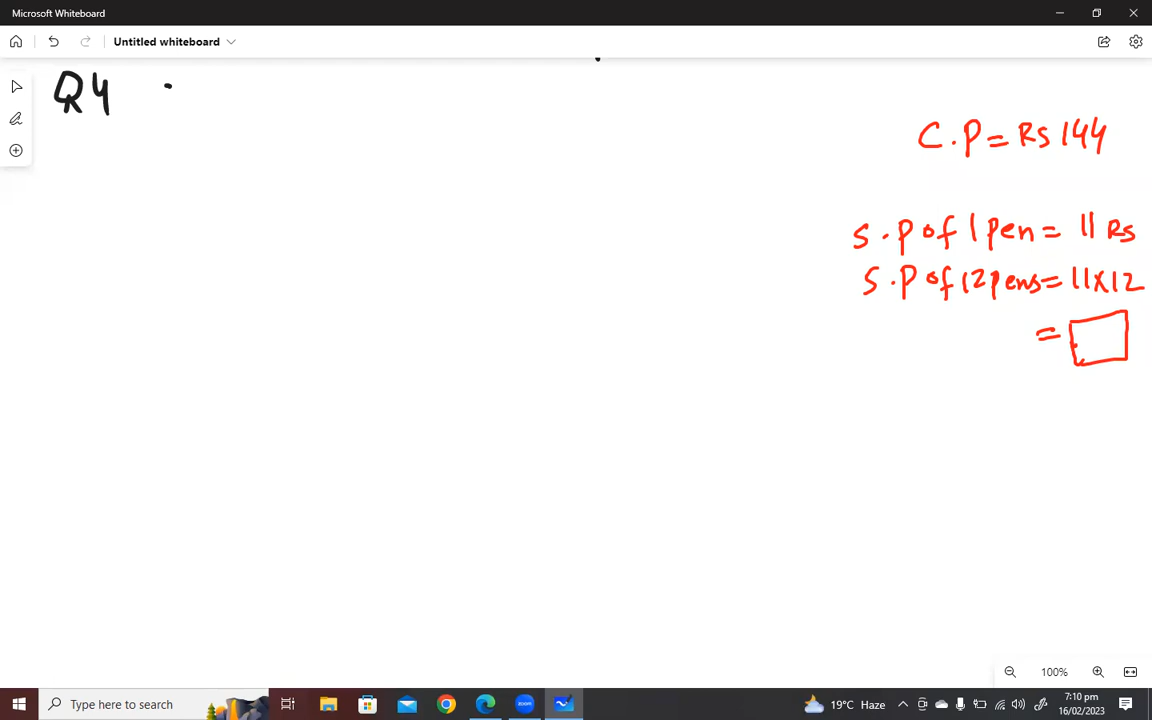 Microsoft Whiteboard
Untitled whiteboard
Q4
C.P = Rs 144
S.P of 1 pen = 11 Rs
S.P of 12 pens = 11x12
=
100%
Type here to search
zoom
19°C Haze
7:10 pm
16/02/2023